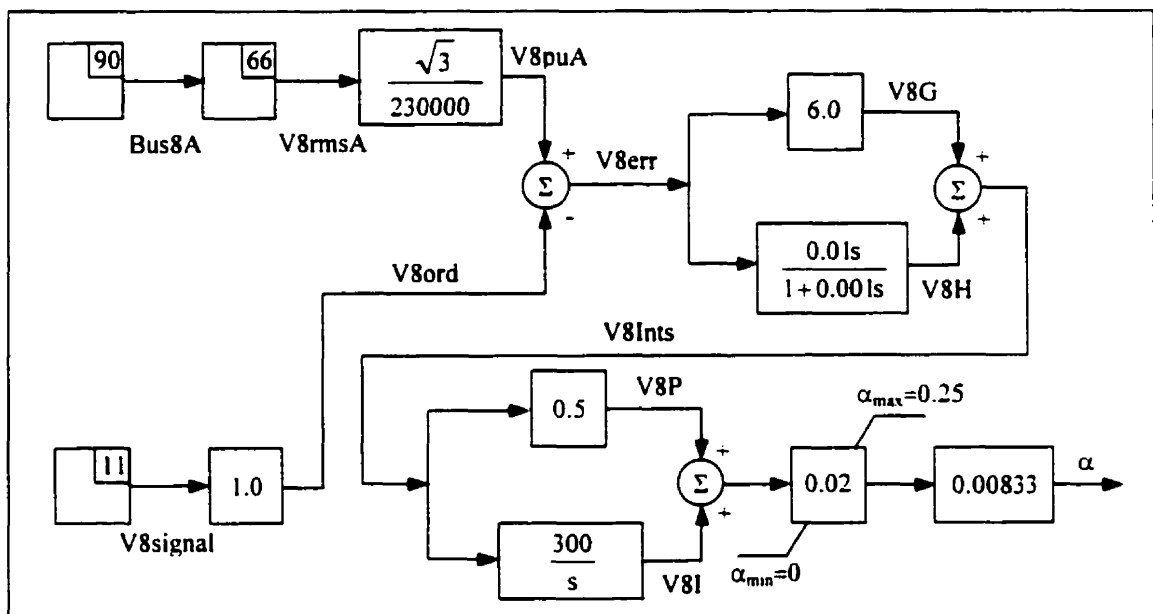 90
66
√3
230000
V8puA
Bus8A
V8rmsA
+
Σ
-
V8err
6.0
V8G
+
Σ
+
0.01s
1+0.001s
V8H
V8ord
V8Ints
11
1.0
V8signal
0.5
V8P
+
Σ
+
300
s
V8I
αmax=0.25
0.02
αmin=0
0.00833
α